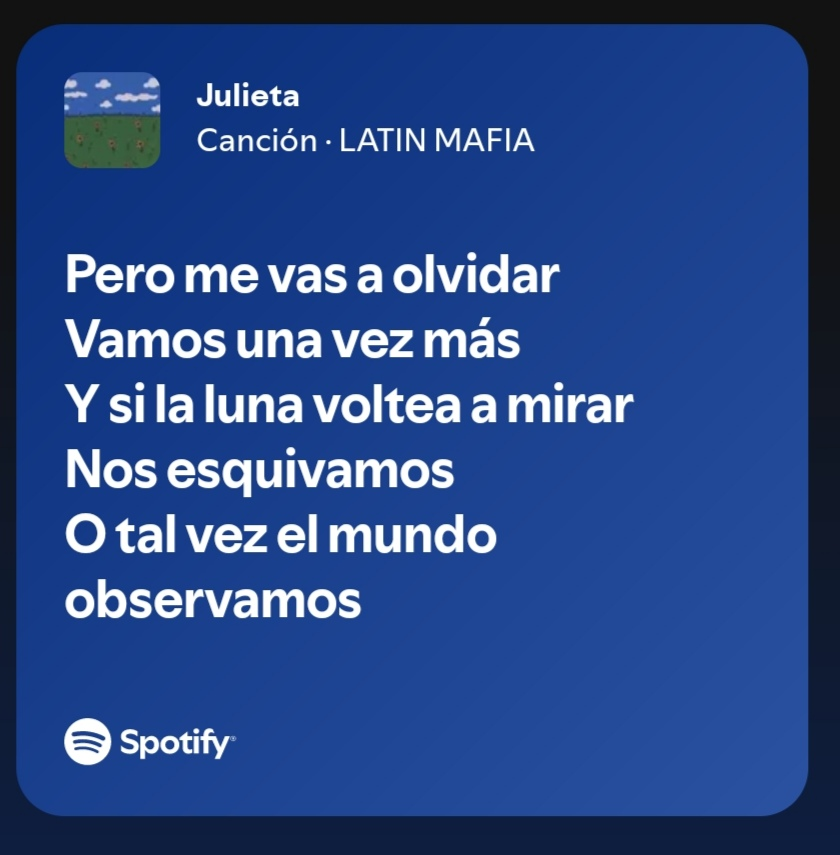 Julieta
Canción · LATIN MAFIA
Pero me vas a olvidar
Vamos una vez más
Y si la luna voltea a mirar
Nos esquivamos
O tal vez el mundo
observamos
Spotify